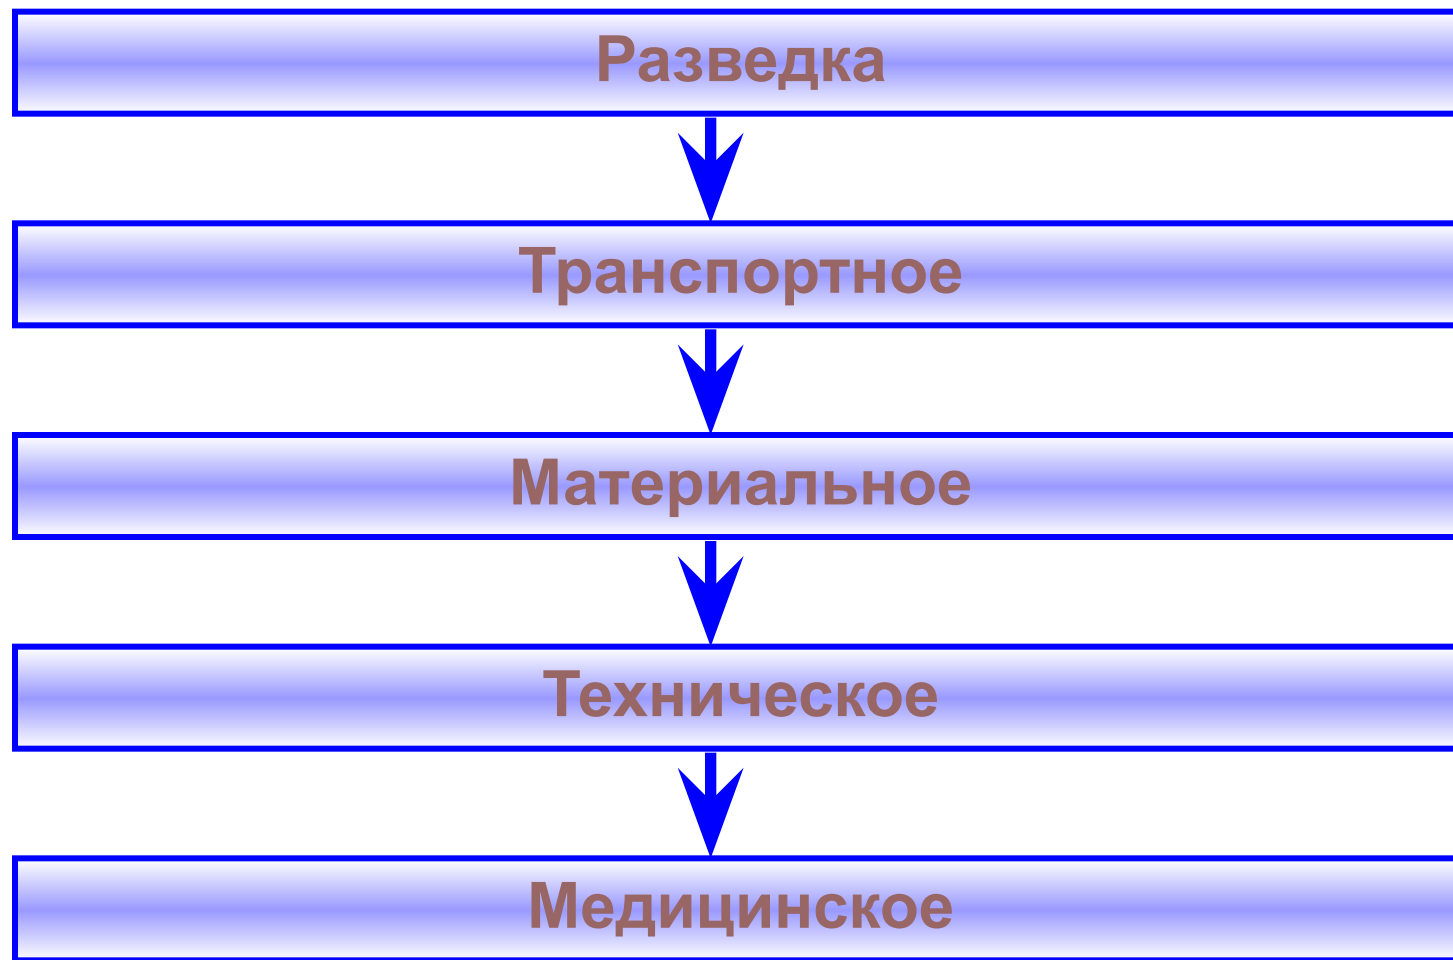 Разведка
Транспортное
Материальное
Техническое
Медицинское